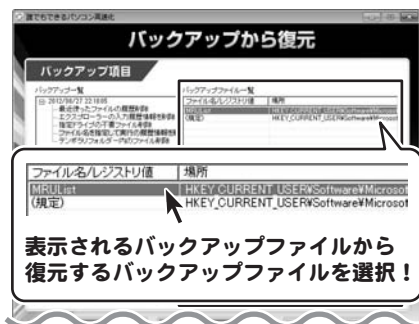 誰でもできるパソコン高速化
バックアップから復元
バックアップ項目
バックアップ一覧
バックアップファイル一覧
2012/06/27 22:16:05
最近使ったファイルの履歴削除
エクスプローラーの入力履歴情報を削除
指定ドライブの不要ファイル削除
ファイル名を指定して実行の履歴情報を
テンポラリフォルダー内のファイル削除
ファイル名/レジストリ値 場所
MRUList HKEY_CURRENT_USER¥Software¥Microsoft
(規定) HKEY_CURRENT_USER¥Software¥Microsoft
ファイル名/レジストリ値 場所
MRUList HKEY_CURRENT_USER¥Software¥Microsof
(規定) HKEY_CURRENT_USER¥Software¥Microsof
表示されるバックアップファイルから
復元するバックアップファイルを選択！